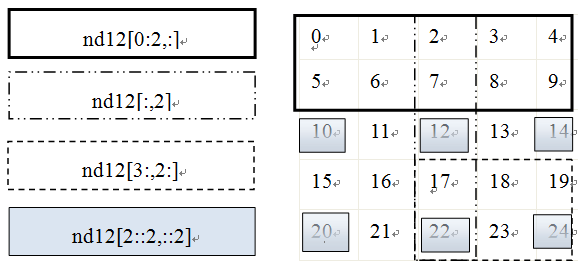 nd12[0:2,:]
nd12[:,2]
nd12[3:,2:]
nd12[2::2,::2]
0 1 2 3 4
5 6 7 8 9
10 11 12 13 14
15 16 17 18 19
20 21 22 23 24